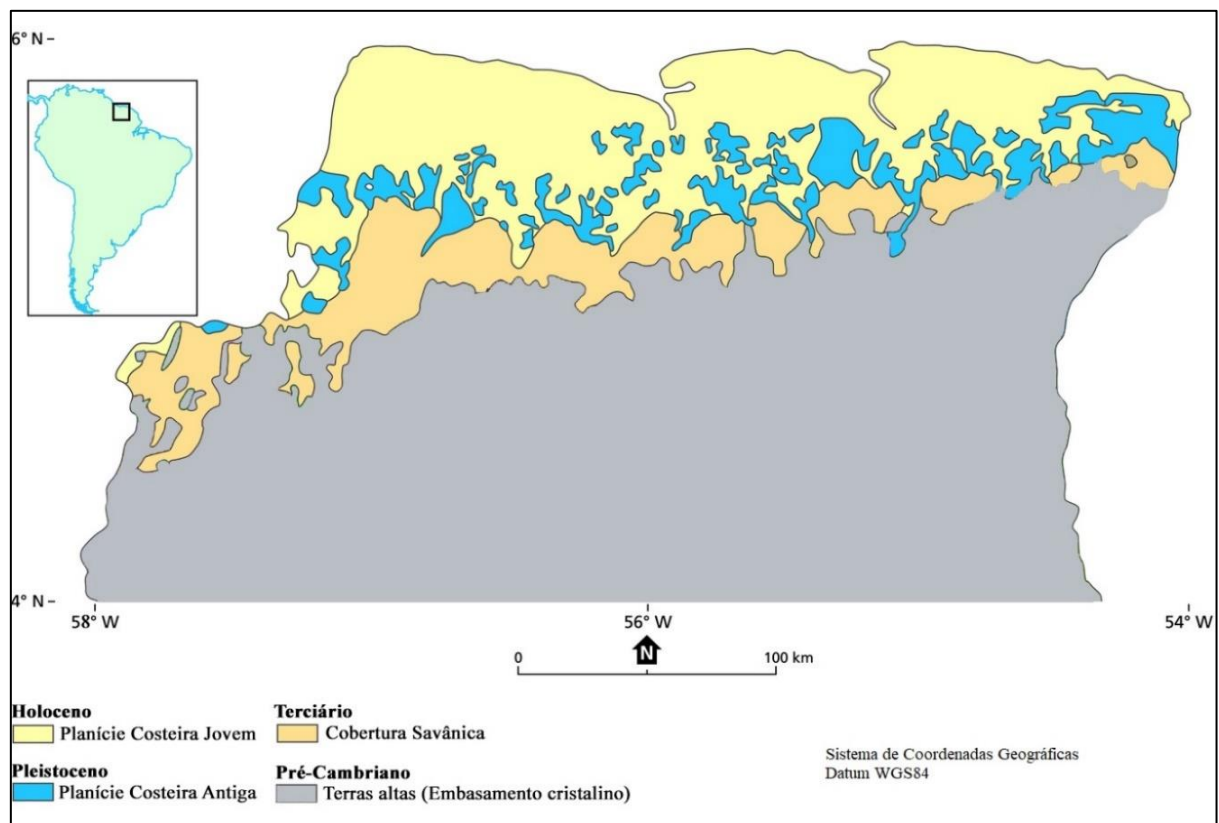 6° N
4° N
58° W
56° W
54° W
N
0
100 km
Holoceno
Planície Costeira Jovem
Terciário
Cobertura Savânica
Pleistoceno
Planície Costeira Antiga
Pré-Cambriano
Terras altas (Embasamento cristalino)
Sistema de Coordenadas Geográficas
Datum WGS84